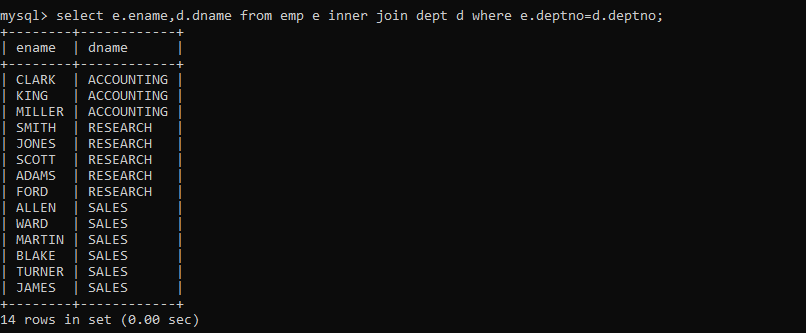 mysql> select e.ename,d.dname from emp e inner join dept d where e.deptno=d.deptno;
+--------+------------+
| ename  | dname      |
+--------+------------+
| CLARK  | ACCOUNTING |
| KING   | ACCOUNTING |
| MILLER | ACCOUNTING |
| SMITH  | RESEARCH   |
| JONES  | RESEARCH   |
| SCOTT  | RESEARCH   |
| ADAMS  | RESEARCH   |
| FORD   | RESEARCH   |
| ALLEN  | SALES      |
| WARD   | SALES      |
| MARTIN | SALES      |
| BLAKE  | SALES      |
| TURNER | SALES      |
| JAMES  | SALES      |
+--------+------------+
14 rows in set (0.00 sec)